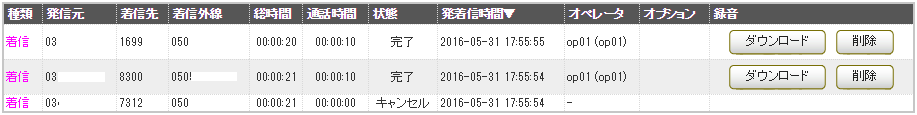 種類 発信元 着信先 着信外線 総時間 通話時間 状態 発着信時間▼ オペレータ オプション 録音
着信 03 1699 050 00:00:20 00:00:10 完了 2016-05-31 17:55:55 op01 (op01) ダウンロード 削除
着信 03 8300 050 00:00:21 00:00:10 完了 2016-05-31 17:55:54 op01 (op01) ダウンロード 削除
着信 03 7312 050 00:00:21 00:00:00 キャンセル 2016-05-31 17:55:54 -